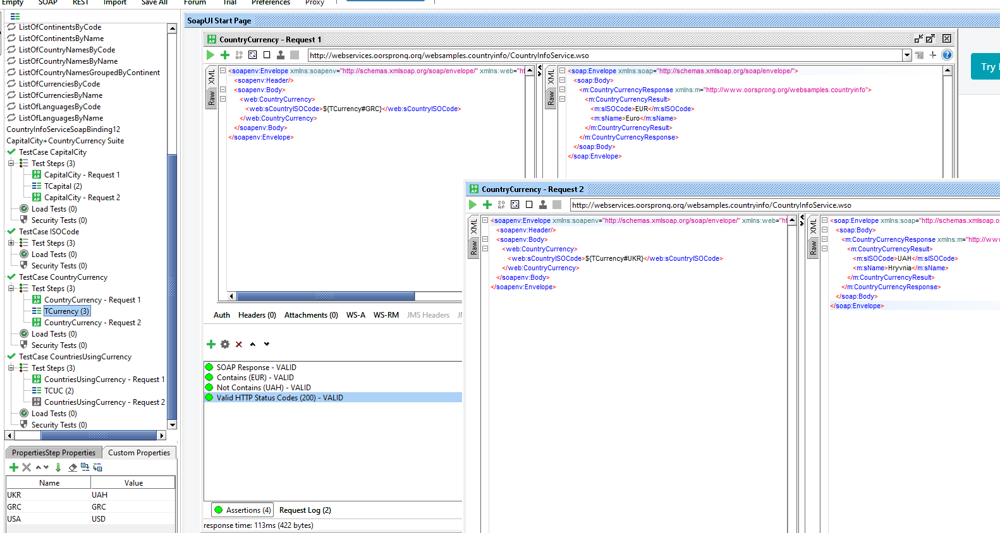 Empty SOAP REST Import Save All Forum Trial Preferences Proxy
ListOfContinentsByCode
ListOfContinentsByName
ListOfCountryNamesByCode
ListOfCountryNamesByName
ListOfCountryNamesGroupedByContinent
ListOfCurrenciesByCode
ListOfCurrenciesByName
ListOfLanguagesByCode
ListOfLanguagesByName
CountryInfoServiceSoapBinding12
CapitalCity+CountryCurrency Suite
TestCase CapitalCity
Test Steps (3)
CapitalCity - Request 1
TCapital (2)
CapitalCity - Request 2
Load Tests (0)
Security Tests (0)
TestCase ISOCode
Test Steps (3)
Load Tests (0)
Security Tests (0)
TestCase CountryCurrency
Test Steps (3)
CountryCurrency - Request 1
TCurrency (3)
CountryCurrency - Request 2
Load Tests (0)
Security Tests (0)
TestCase CountriesUsingCurrency
Test Steps (3)
CountriesUsingCurrency - Request 1
TCUC (2)
CountriesUsingCurrency - Request 2
Load Tests (0)
Security Tests (0)
PropertiesStep Properties Custom Properties
Name Value
UKR UAH
GRC GRC
USA USD
SoapUI Start Page
CountryCurrency - Request 1
http://webservices.oorsprong.org/websamples.countryinfo/CountryInfoService.wso
XML
Raw
<soapenv:Envelope xmlns:soapenv="http://schemas.xmlsoap.org/soap/envelope/" xmlns:web="ht
<soapenv:Header/>
<soapenv:Body>
<web:CountryCurrency>
<web:sCountryISOCode>${TCurrency#GRC}</web:sCountryISOCode>
</web:CountryCurrency>
</soapenv:Body>
</soapenv:Envelope>
XML
Raw
<soap:Envelope xmlns:soap="http://schemas.xmlsoap.org/soap/envelope/">
<soap:Body>
<m:CountryCurrencyResponse xmlns:m="http://www.oorsprong.org/websamples.countryinfo">
<m:CountryCurrencyResult>
<m:sISOCode>EUR</m:sISOCode>
<m:sName>Euro</m:sName>
</m:CountryCurrencyResult>
</m:CountryCurrencyResponse>
</soap:Body>
</soap:Envelope>
Try
Auth Headers (0) Attachments (0) WS-A WS-RM JMS Headers
SOAP Response - VALID
Contains (EUR) - VALID
Not Contains (UAH) - VALID
Valid HTTP Status Codes (200) - VALID
Assertions (4) Request Log (2)
response time: 113ms (422 bytes)
CountryCurrency - Request 2
http://webservices.oorsprong.org/websamples.countryinfo/CountryInfoService.wso
XML
Raw
<soapenv:Envelope xmlns:soapenv="http://schemas.xmlsoap.org/soap/envelope/" xmlns:web="ht
<soapenv:Header/>
<soapenv:Body>
<web:CountryCurrency>
<web:sCountryISOCode>${TCurrency#UKR}</web:sCountryISOCode>
</web:CountryCurrency>
</soapenv:Body>
</soapenv:Envelope>
XML
Raw
<soap:Envelope xmlns:soap="http://schemas.xmlsoap.o
<soap:Body>
<m:CountryCurrencyResponse xmlns:m="http://ww
<m:CountryCurrencyResult>
<m:sISOCode>UAH</m:sISOCode>
<m:sName>Hryvnia</m:sName>
</m:CountryCurrencyResult>
</m:CountryCurrencyResponse>
</soap:Body>
</soap:Envelope>